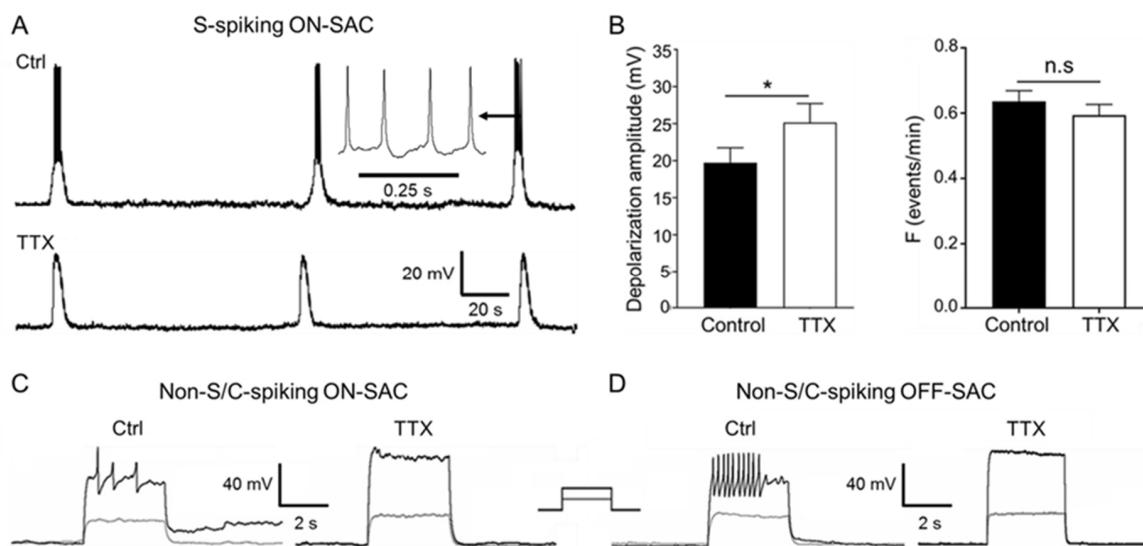 A
S-spiking ON-SAC
Ctrl
0.25 s
TTX
20 mV
20 s
B
Depolarization amplitude (mV)
35
30
25
20
15
10
5
0
*
Control
TTX
F (events/min)
0.8
0.6
0.4
0.2
0.0
n.s
Control
TTX
C
Non-S/C-spiking ON-SAC
Ctrl
TTX
40 mV
2 s
D
Non-S/C-spiking OFF-SAC
Ctrl
TTX
40 mV
2 s